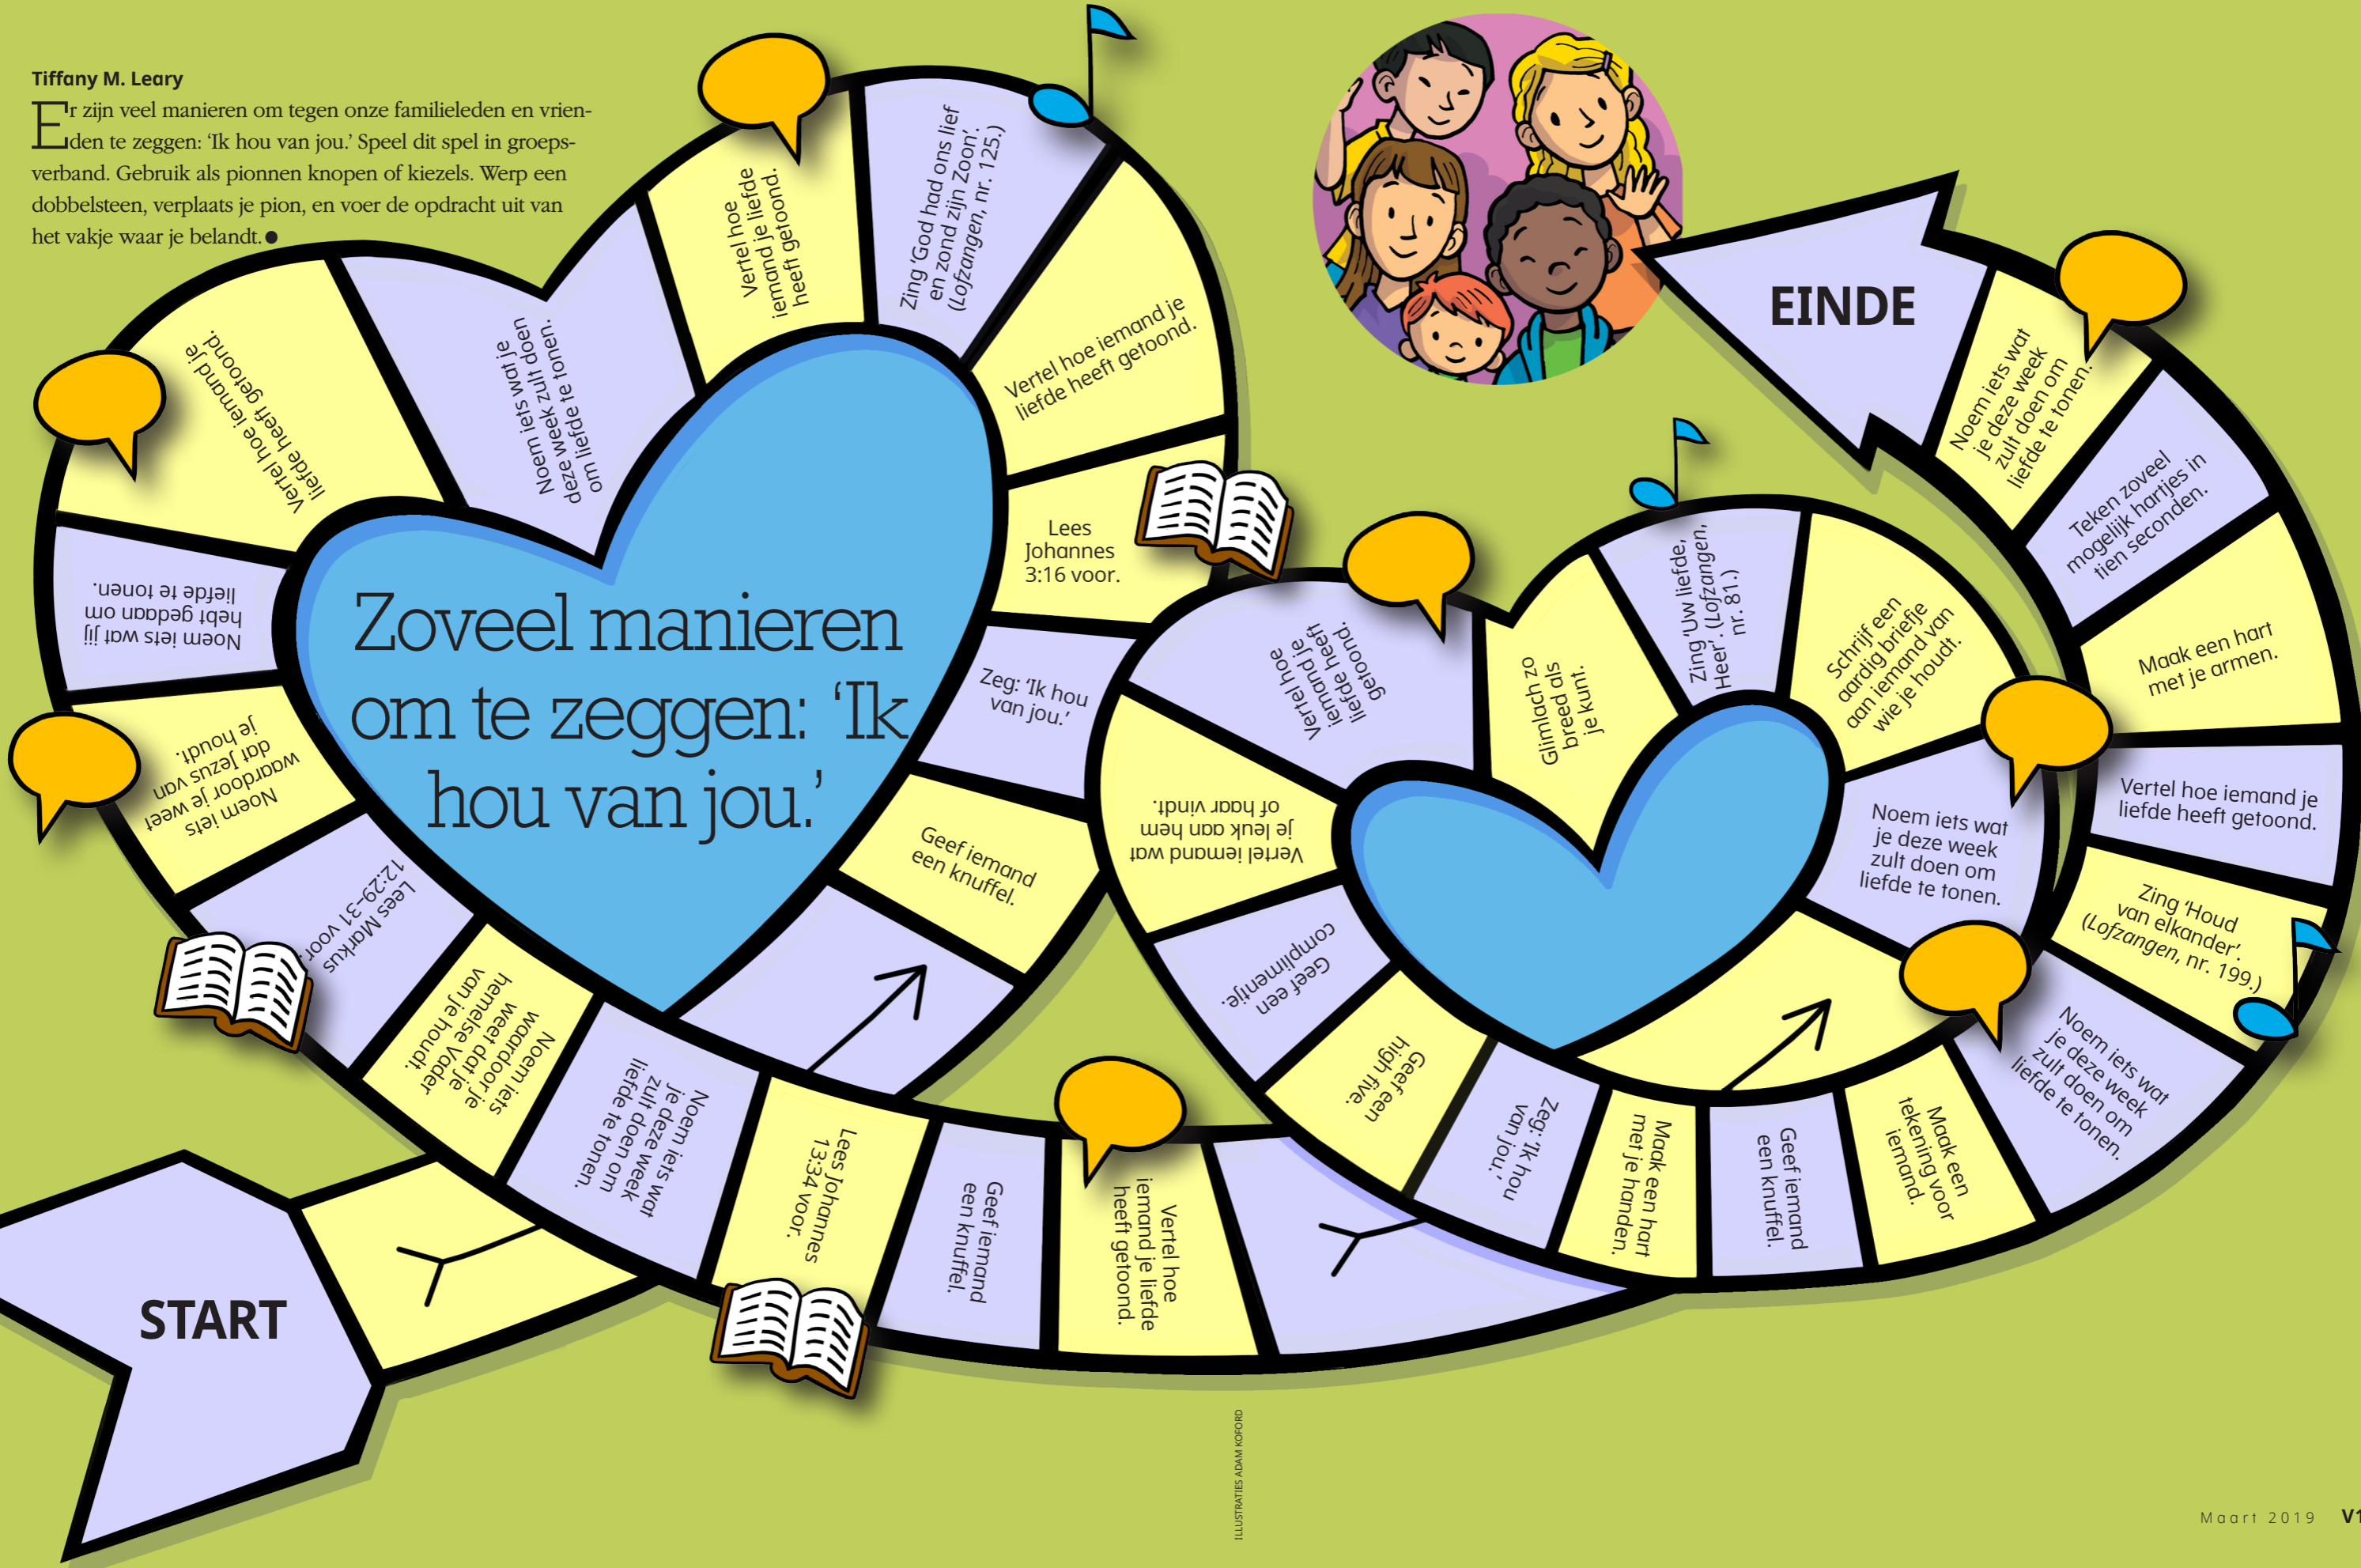 Tiffany M. Leary
Er zijn veel manieren om tegen onze familieleden en vrien-
den te zeggen: ‘Ik hou van jou.’ Speel dit spel in groeps-
verband. Gebruik als pionnen knopen of kiezels. Werp een
dobbelsteen, verplaats je pion, en voer de opdracht uit van
het vakje waar je belandt.●
Zoveel manieren
om te zeggen: ‘Ik
hou van jou.’
START
Geef iemand
een knuffel.
Zeg: ‘Ik hou
van jou.’
Lees
Johannes
3:16 voor.
Vertel hoe iemand je
liefde heeft getoond.
Zing ‘God had ons lief
en zond zijn Zoon’.
(Lofzangen, nr. 125.)
Vertel hoe
iemand je liefde
heeft getoond.
Noem iets wat je
deze week zult doen
om liefde te tonen.
Vertel hoe iemand je
liefde heeft getoond.
Noem iets wat jij
hebt gedaan om
liefde te tonen.
Noem iets
waardoor je weet
dat Jezus van
je houdt.
Lees Markus
12:29–31 voor.
Noem iets
waardoor je
weet dat je
hemelse Vader
van je houdt.
Noem iets wat
je deze week
zult doen om
liefde te tonen.
Lees Johannes
13:34 voor.
Geef iemand
een knuffel.
Vertel hoe
iemand je liefde
heeft getoond.
Noem iets wat
je deze week
zult doen om
liefde te tonen.
Schrijf een
aardig briefje
aan iemand van
wie je houdt.
Zing ‘Uw liefde,
Heer’. (Lofzangen,
nr. 81.)
Glimlach zo
breed als
je kunt.
Vertel hoe
iemand je
liefde heeft
getoond.
Vertel iemand wat
je leuk aan hem
of haar vindt.
Geef een
complimentje.
Geef een
high five.
Zeg: ‘Ik hou
van jou.’
Maak een hart
met je handen.
Geef iemand
een knuffel.
Maak een
tekening voor
iemand.
Noem iets wat
je deze week
zult doen om
liefde te tonen.
Zing ‘Houd
van elkander’.
(Lofzangen, nr. 199.)
Vertel hoe iemand je
liefde heeft getoond.
Maak een hart
met je armen.
Teken zoveel
mogelijk hartjes in
tien seconden.
Noem iets wat
je deze week
zult doen om
liefde te tonen.
EINDE
ILLUSTRATIES ADAM KOFORD
Maart 2019 V1